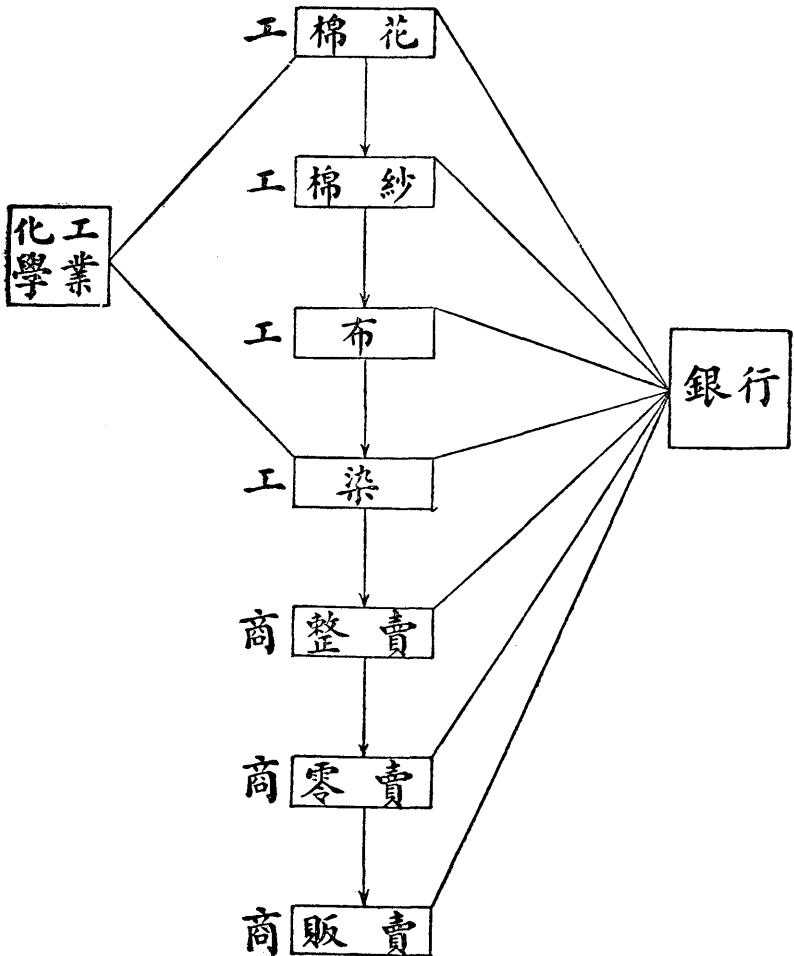 工 棉花
工 棉紗
化工
學業
工 布
銀行
工 染
商 整賣
商 零賣
商 販賣